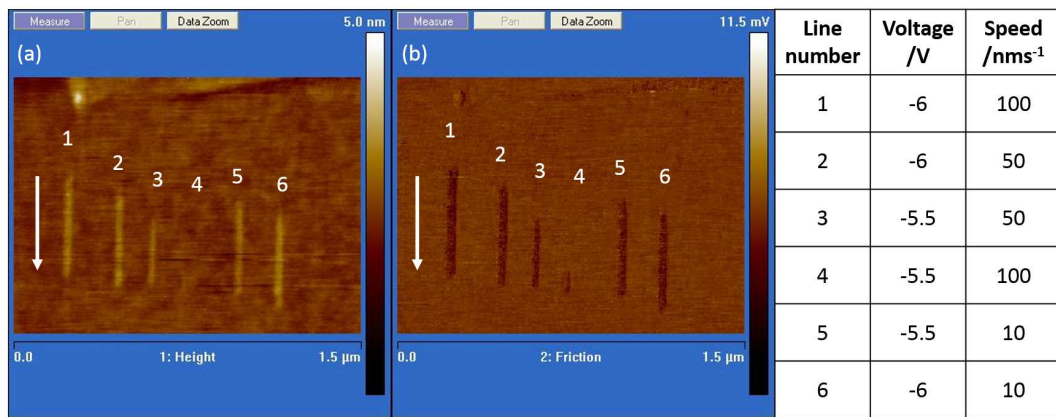 Measure Pan Data Zoom 5.0 nm
(a)
1
2
3
4
5
6
0.0 1: Height 1.5 µm
Measure Pan Data Zoom 11.5 mV
(b)
1
2
3
4
5
6
0.0 2: Friction 1.5 µm
Line number Voltage /V Speed /nms⁻¹
1 -6 100
2 -6 50
3 -5.5 50
4 -5.5 100
5 -5.5 10
6 -6 10